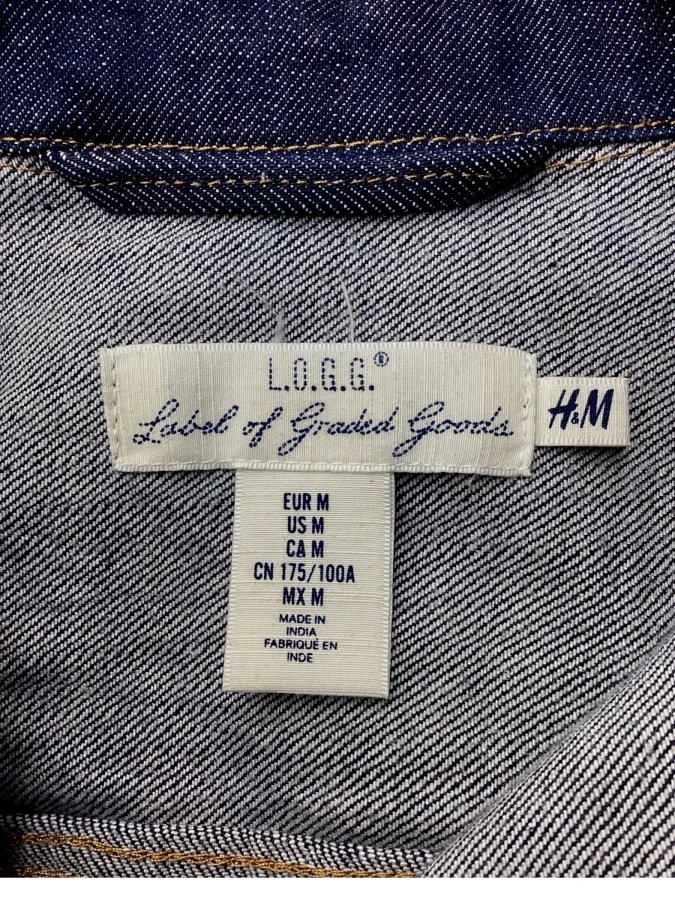 L.O.G.G.®
Label of Graded Goods
H&M
EUR M
US M
CA M
CN 175/100A
MX M
MADE IN
INDIA
FABRIQUÉ EN
INDE